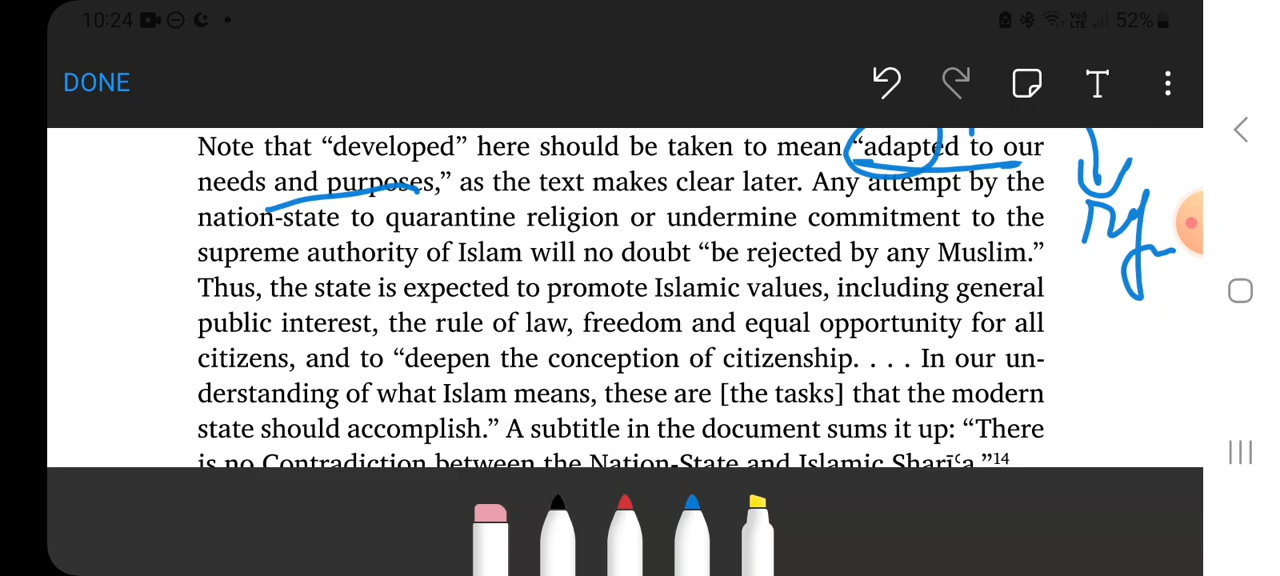 10:24 52%
DONE
Note that “developed” here should be taken to mean “adapted to our
needs and purposes,” as the text makes clear later. Any attempt by the
nation-state to quarantine religion or undermine commitment to the
supreme authority of Islam will no doubt “be rejected by any Muslim.”
Thus, the state is expected to promote Islamic values, including general
public interest, the rule of law, freedom and equal opportunity for all
citizens, and to “deepen the conception of citizenship. . . . In our un-
derstanding of what Islam means, these are [the tasks] that the modern
state should accomplish.” A subtitle in the document sums it up: “There
is no Contradiction between the Nation-State and Islamic Sharīʿa.”14